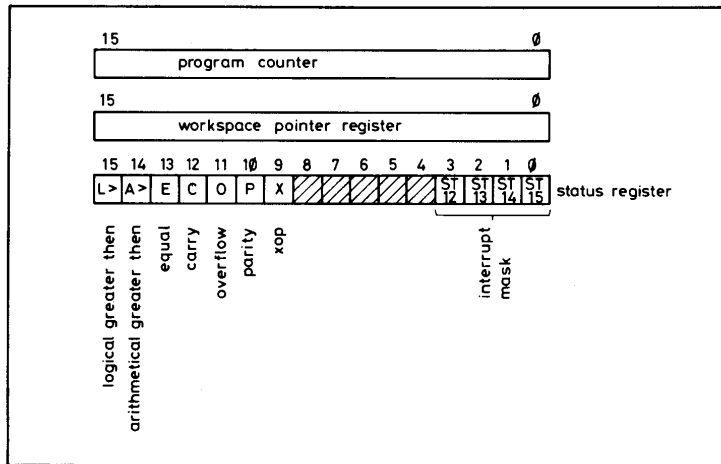 15 Ø
program counter
15 Ø
workspace pointer register
15 14 13 12 11 1Ø 9 8 7 6 5 4 3 2 1 Ø
L> A> E C O P X ST 12 ST 13 ST 14 ST 15 status register
logical greater then
arithmetical greater then
equal
carry
overflow
parity
xop
interrupt
mask